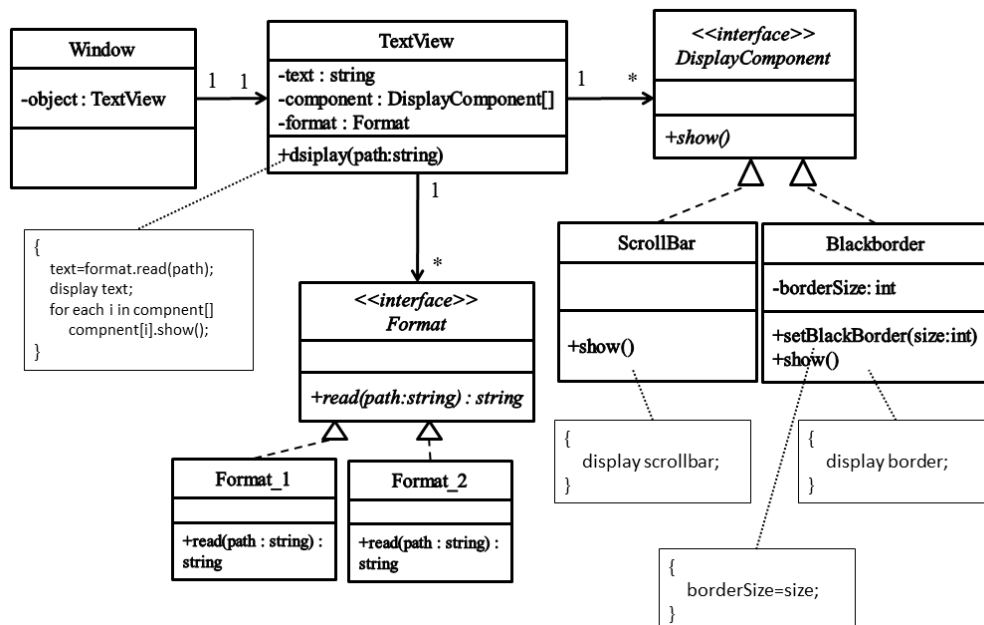 Window
-object : TextView
1
1
TextView
-text : string
-component : DisplayComponent[]
-format : Format
+dsiplay(path:string)
1
*
<<interface>>
DisplayComponent
+show()
{
text=format.read(path);
display text;
for each i in compnent[]
compnent[i].show();
}
1
*
<<interface>>
Format
+read(path:string) : string
ScrollBar
+show()
Blackborder
-borderSize: int
+setBlackBorder(size:int)
+show()
Format_1
+read(path : string) :
string
Format_2
+read(path : string) :
string
{
display scrollbar;
}
{
display border;
}
{
borderSize=size;
}